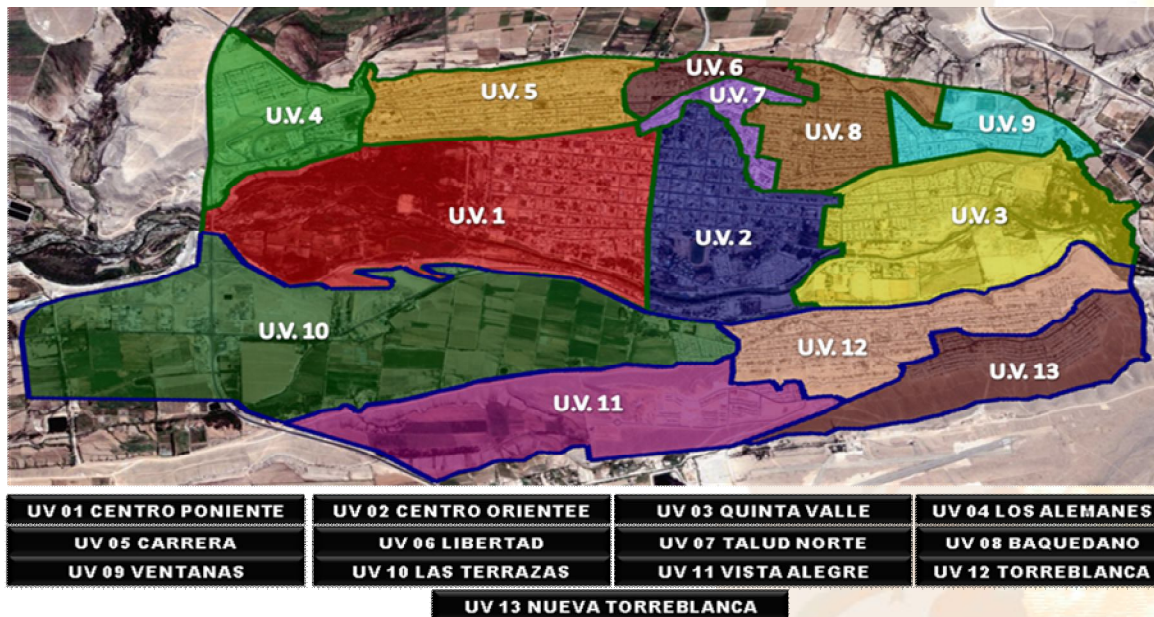 U.V. 6
U.V. 5
U.V. 7
U.V. 4
U.V. 8
U.V. 9
U.V. 1
U.V. 3
U.V. 2
U.V. 10
U.V. 12
U.V. 13
U.V. 11
UV 01 CENTRO PONIENTE
UV 02 CENTRO ORIENTEE
UV 03 QUINTA VALLE
UV 04 LOS ALEMANES
UV 05 CARRERA
UV 06 LIBERTAD
UV 07 TALUD NORTE
UV 08 BAQUEDANO
UV 09 VENTANAS
UV 10 LAS TERRAZAS
UV 11 VISTA ALEGRE
UV 12 TORREBLANCA
UV 13 NUEVA TORREBLANCA